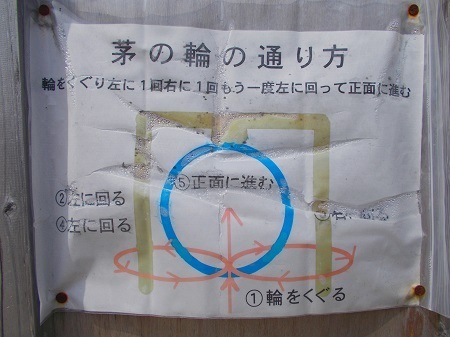 茅の輪の通り方
輪をくぐり左に1回右に1回もう一度左に回って正面に進む
⑤正面に進む
②左に回る
④左に回る
①輪をくぐる